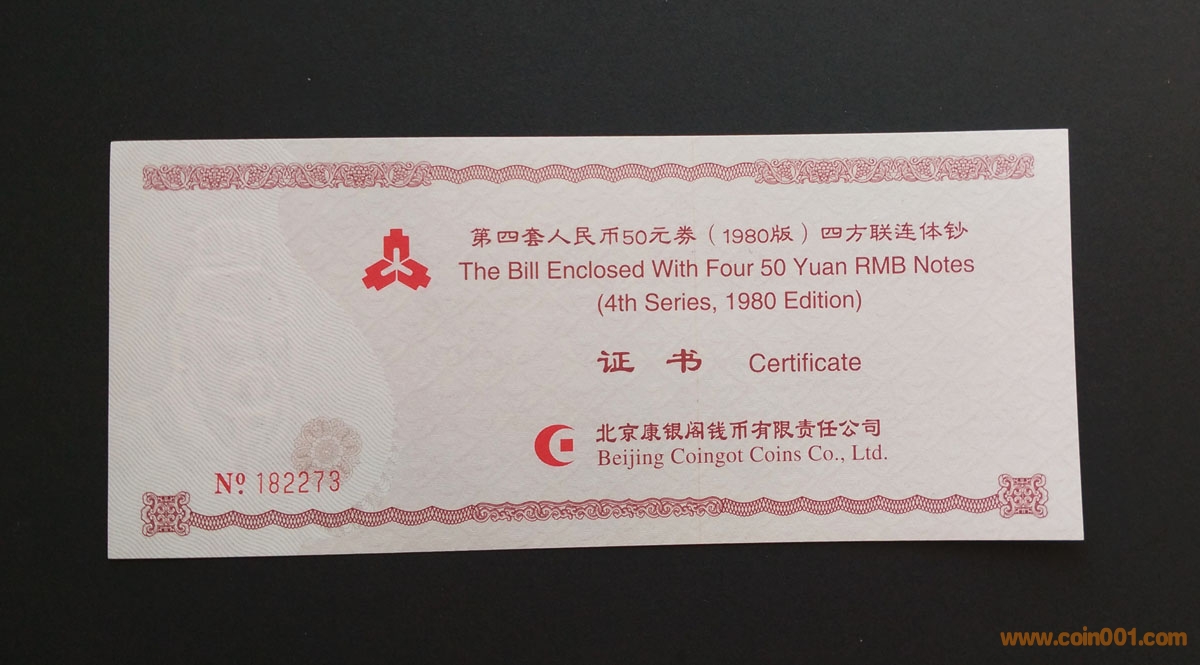 第四套人民币50元券（1980版）四方联连体钞
The Bill Enclosed With Four 50 Yuan RMB Notes
(4th Series, 1980 Edition)
证 书 Certificate
北京康银阁钱币有限责任公司
Beijing Coingot Coins Co., Ltd.
Nº 182273
www.coin001.com